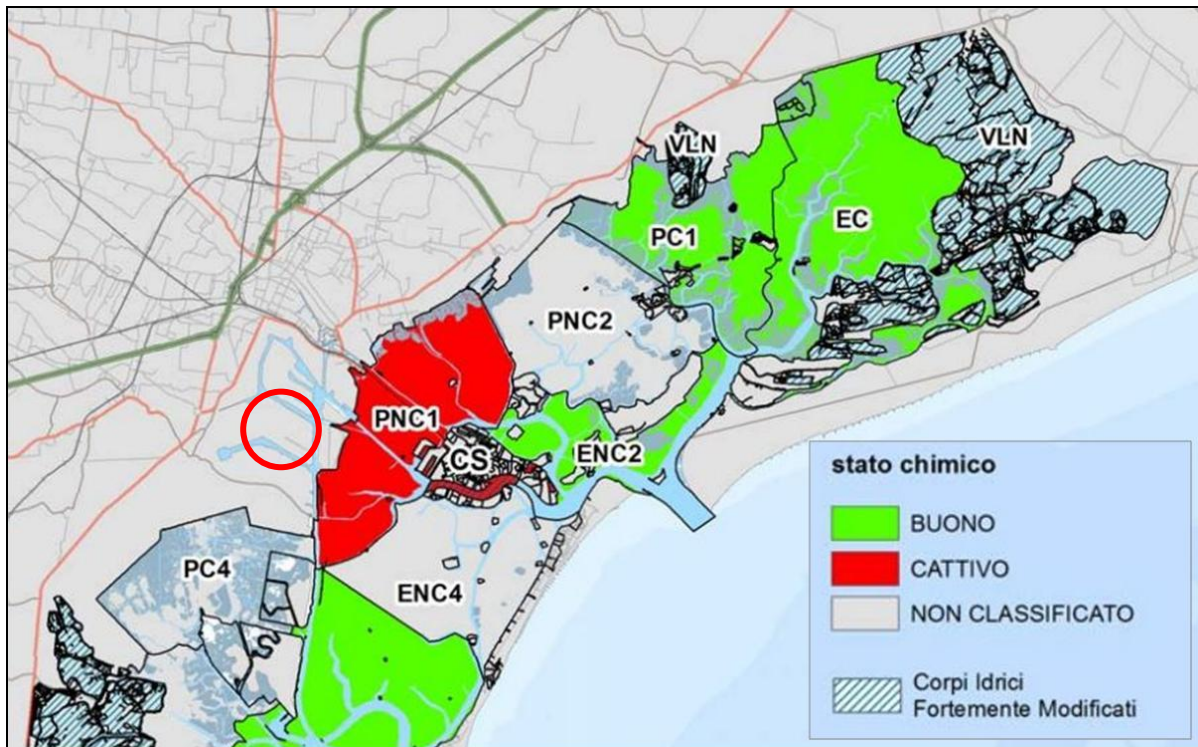 VLN
VLN
PC1
EC
PNC2
PNC1
CS
ENC2
PC4
ENC4
stato chimico
BUONO
CATTIVO
NON CLASSIFICATO
Corpi Idrici
Fortemente Modificati